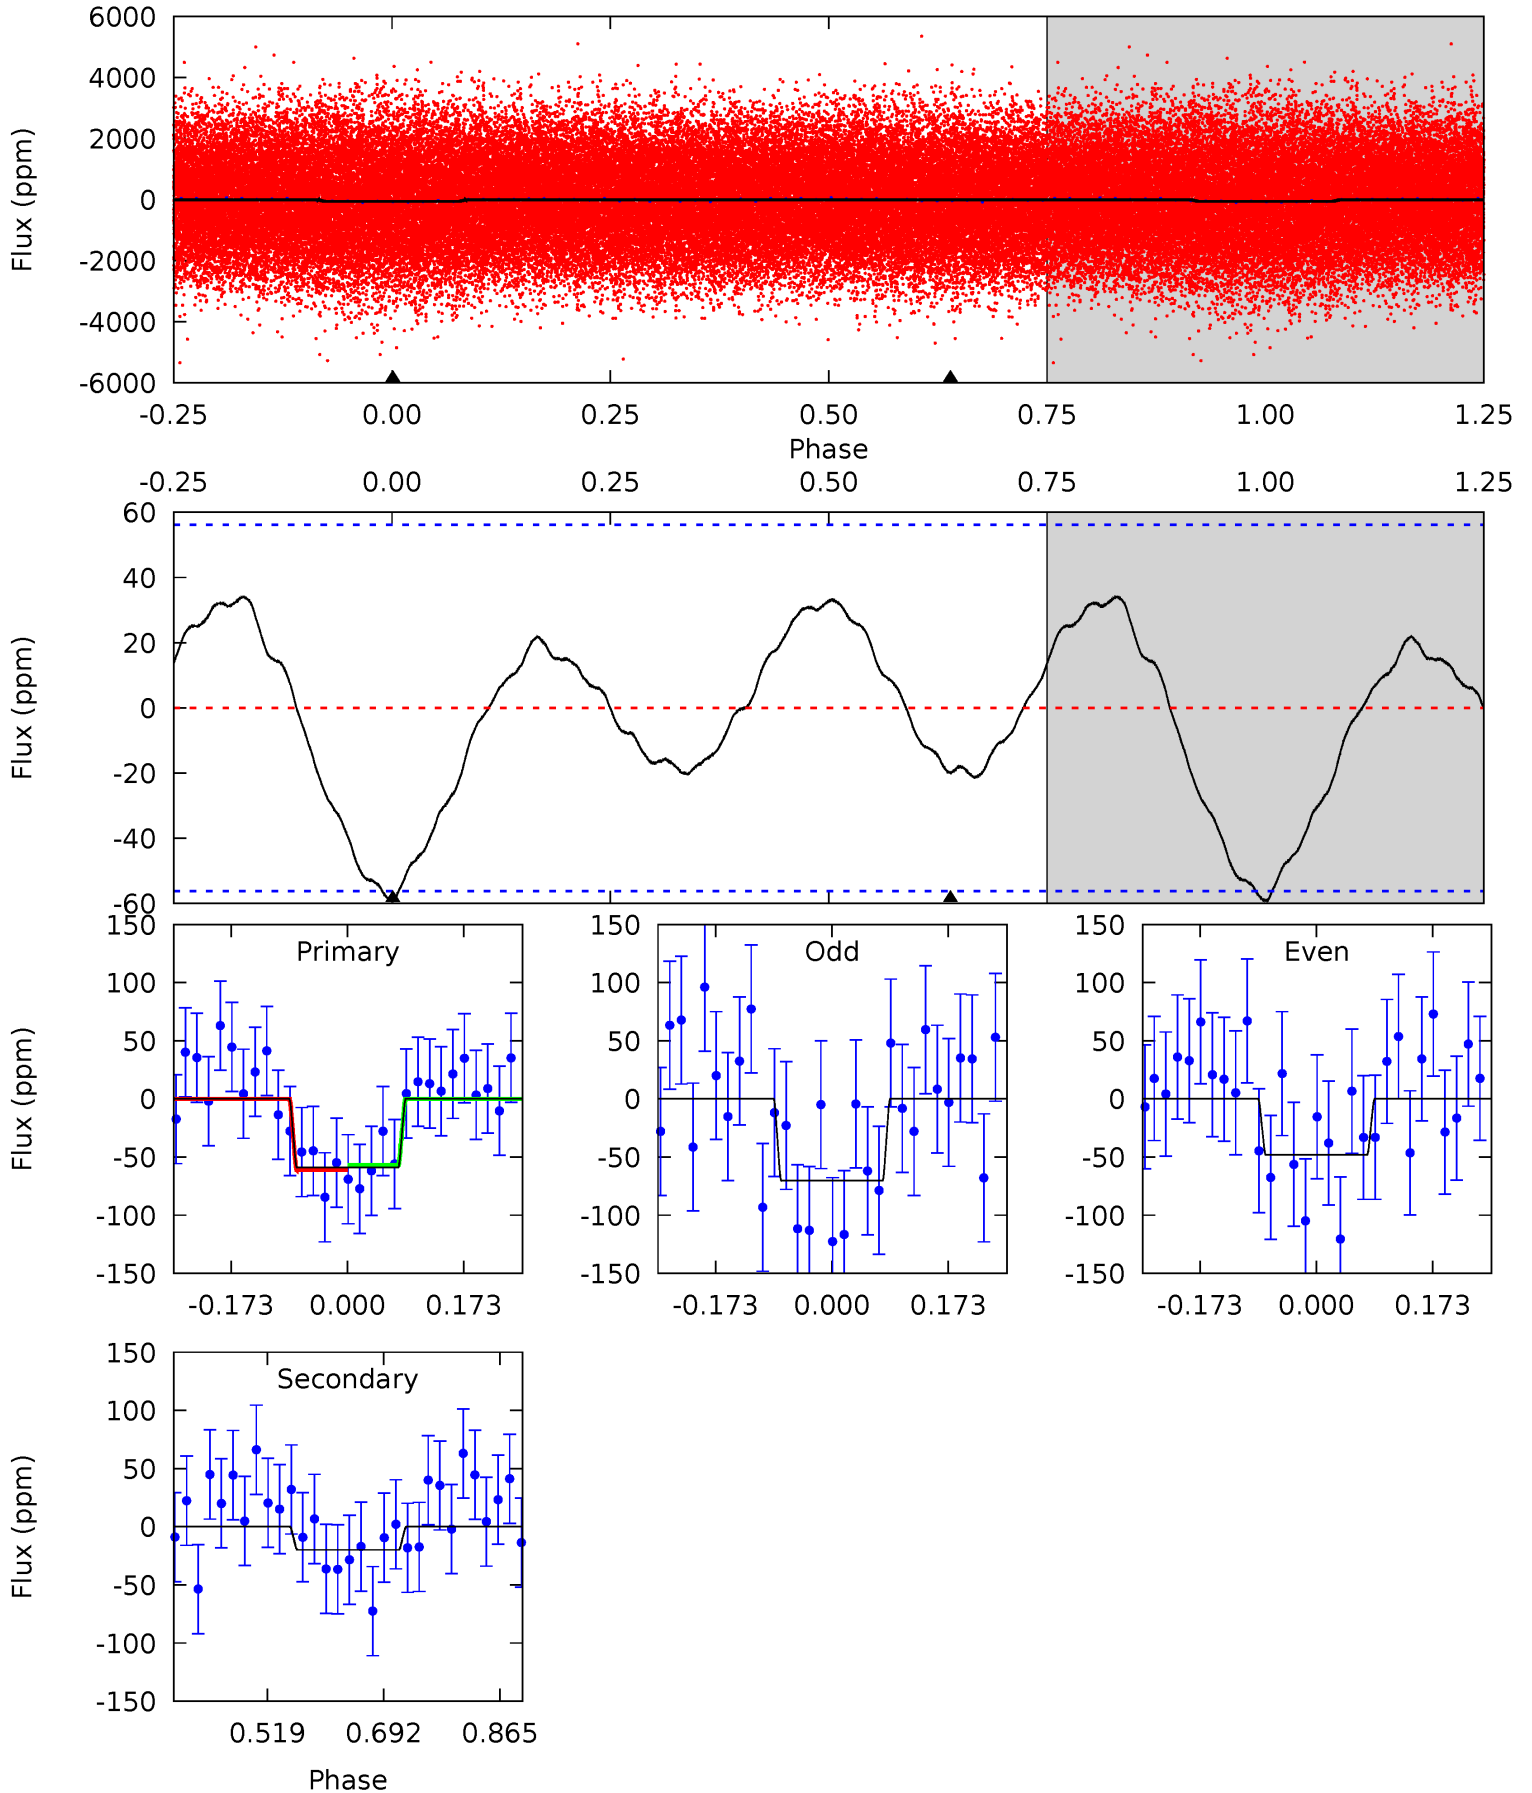 6000
4000
2000
0
-2000
-4000
-6000
Flux (ppm)
-0.25 0.00 0.25 0.50 0.75 1.00 1.25
Phase
-0.25 0.00 0.25 0.50 0.75 1.00 1.25
60
40
20
0
-20
-40
-60
Flux (ppm)
Primary Odd Even
150 150 150
100 100 100
50 50 50
0 0 0
-50 -50 -50
-100 -100 -100
-150 -150 -150
Flux (ppm)
-0.173 0.000 0.173 -0.173 0.000 0.173 -0.173 0.000 0.173
Secondary
150
100
50
0
-50
-100
-150
Flux (ppm)
0.519 0.692 0.865
Phase